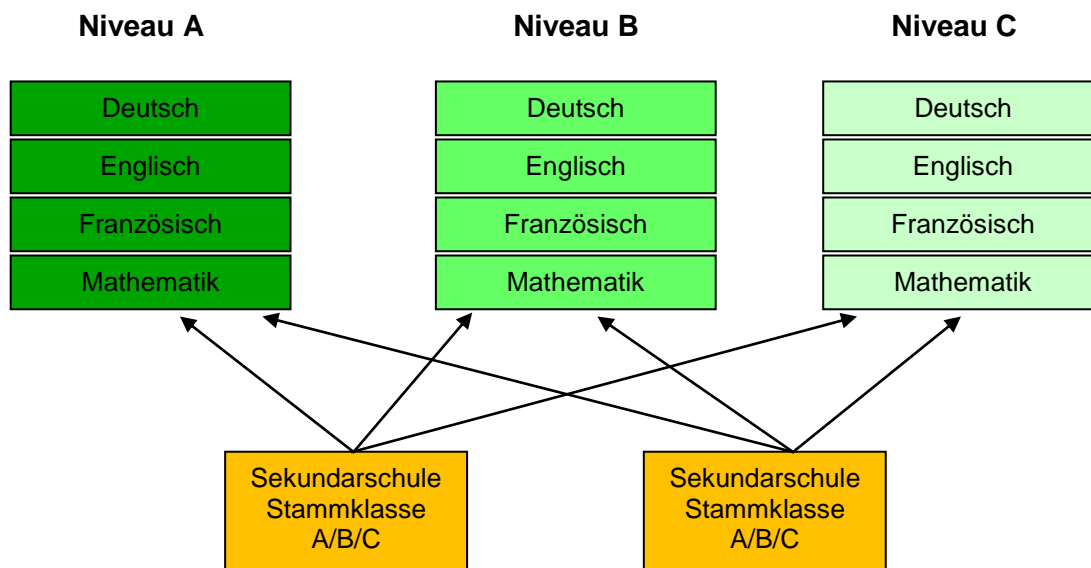 Niveau A
Niveau B
Niveau C
Deutsch
Deutsch
Deutsch
Englisch
Englisch
Englisch
Französisch
Französisch
Französisch
Mathematik
Mathematik
Mathematik
Sekundarschule
Stammklasse
A/B/C
Sekundarschule
Stammklasse
A/B/C